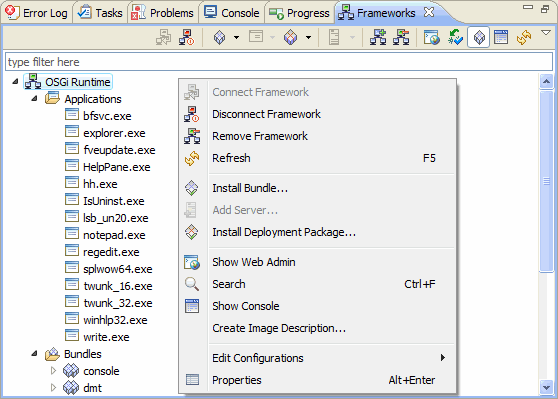 Error Log Tasks Problems Console Progress Frameworks
type filter here
OSGi Runtime
Applications
bfsvc.exe
explorer.exe
fveupdate.exe
HelpPane.exe
hh.exe
IsUninst.exe
lsb_un20.exe
notepad.exe
regedit.exe
splwow64.exe
twunk_16.exe
twunk_32.exe
winhlp32.exe
write.exe
Bundles
console
dmt
Connect Framework
Disconnect Framework
Remove Framework
Refresh F5
Install Bundle...
Add Server...
Install Deployment Package...
Show Web Admin
Search Ctrl+F
Show Console
Create Image Description...
Edit Configurations
Properties Alt+Enter